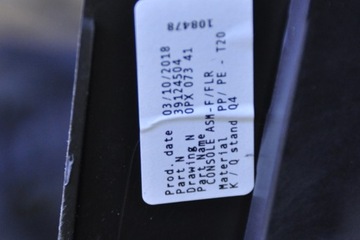 Prod. date 03/10/2018
Part N 39124504
Drawing N OPX 073 41
Part Name
CONSOLE ASM-F/FLR
Material PP/ PE - T20
K / Q stand Q4
108478